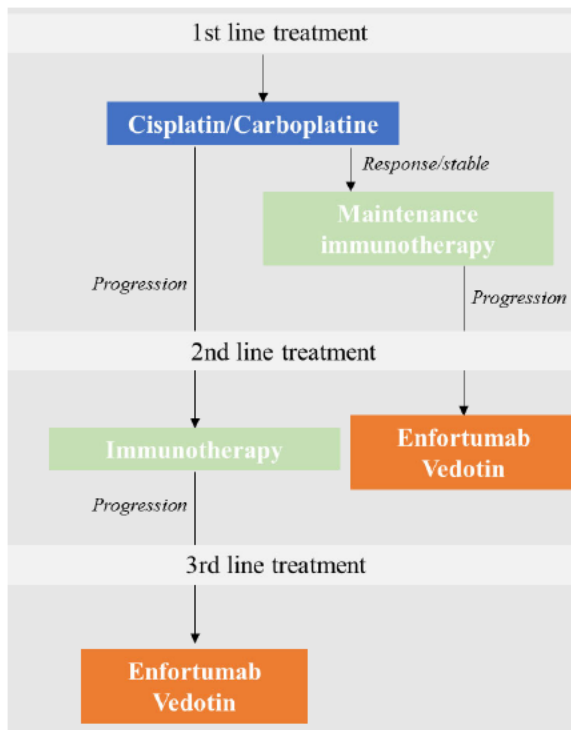 1st line treatment
Cisplatin/Carboplatine
Response/stable
Maintenance
immunotherapy
Progression
Progression
2nd line treatment
Immunotherapy
Enfortumab
Vedotin
Progression
3rd line treatment
Enfortumab
Vedotin